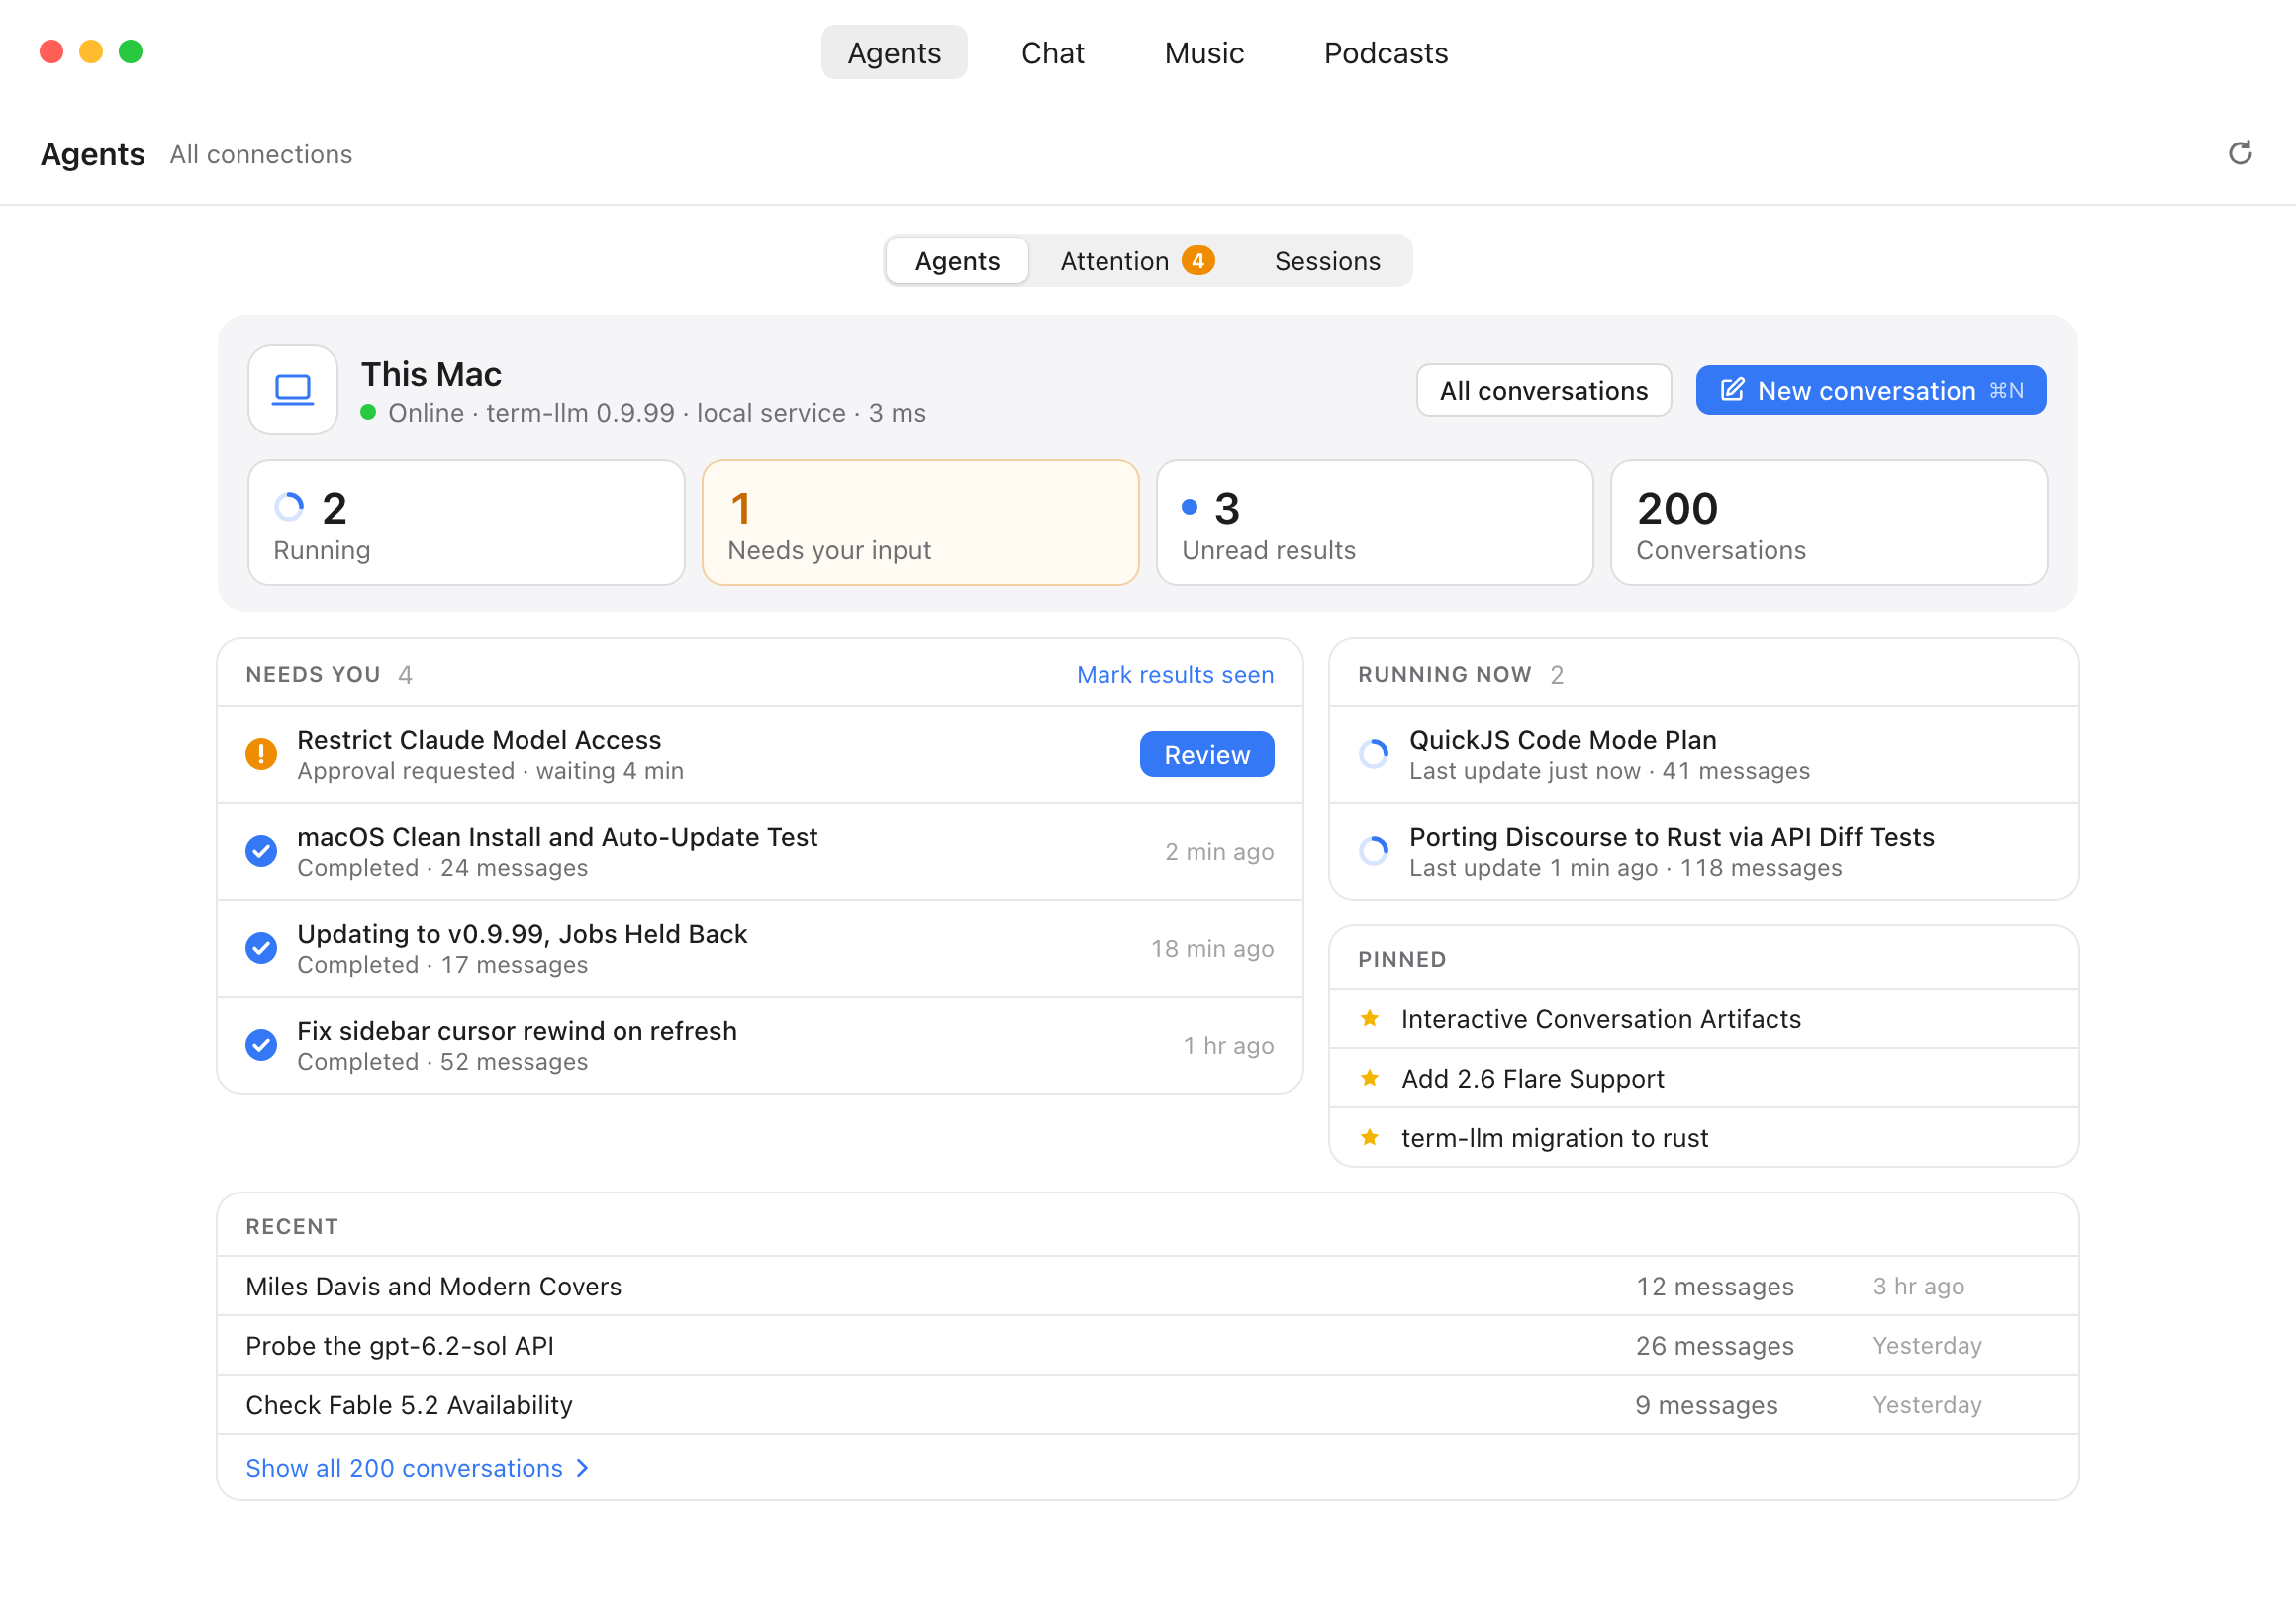 Agents Chat Music Podcasts
Agents All connections
Agents Attention 4 Sessions
This Mac
Online · term-llm 0.9.99 · local service · 3 ms
All conversations
New conversation ⌘N
2
Running
1
Needs your input
3
Unread results
200
Conversations
NEEDS YOU 4
Mark results seen
Restrict Claude Model Access
Approval requested · waiting 4 min
Review
macOS Clean Install and Auto-Update Test
Completed · 24 messages
2 min ago
Updating to v0.9.99, Jobs Held Back
Completed · 17 messages
18 min ago
Fix sidebar cursor rewind on refresh
Completed · 52 messages
1 hr ago
RUNNING NOW 2
QuickJS Code Mode Plan
Last update just now · 41 messages
Porting Discourse to Rust via API Diff Tests
Last update 1 min ago · 118 messages
PINNED
Interactive Conversation Artifacts
Add 2.6 Flare Support
term-llm migration to rust
RECENT
Miles Davis and Modern Covers 12 messages 3 hr ago
Probe the gpt-6.2-sol API 26 messages Yesterday
Check Fable 5.2 Availability 9 messages Yesterday
Show all 200 conversations